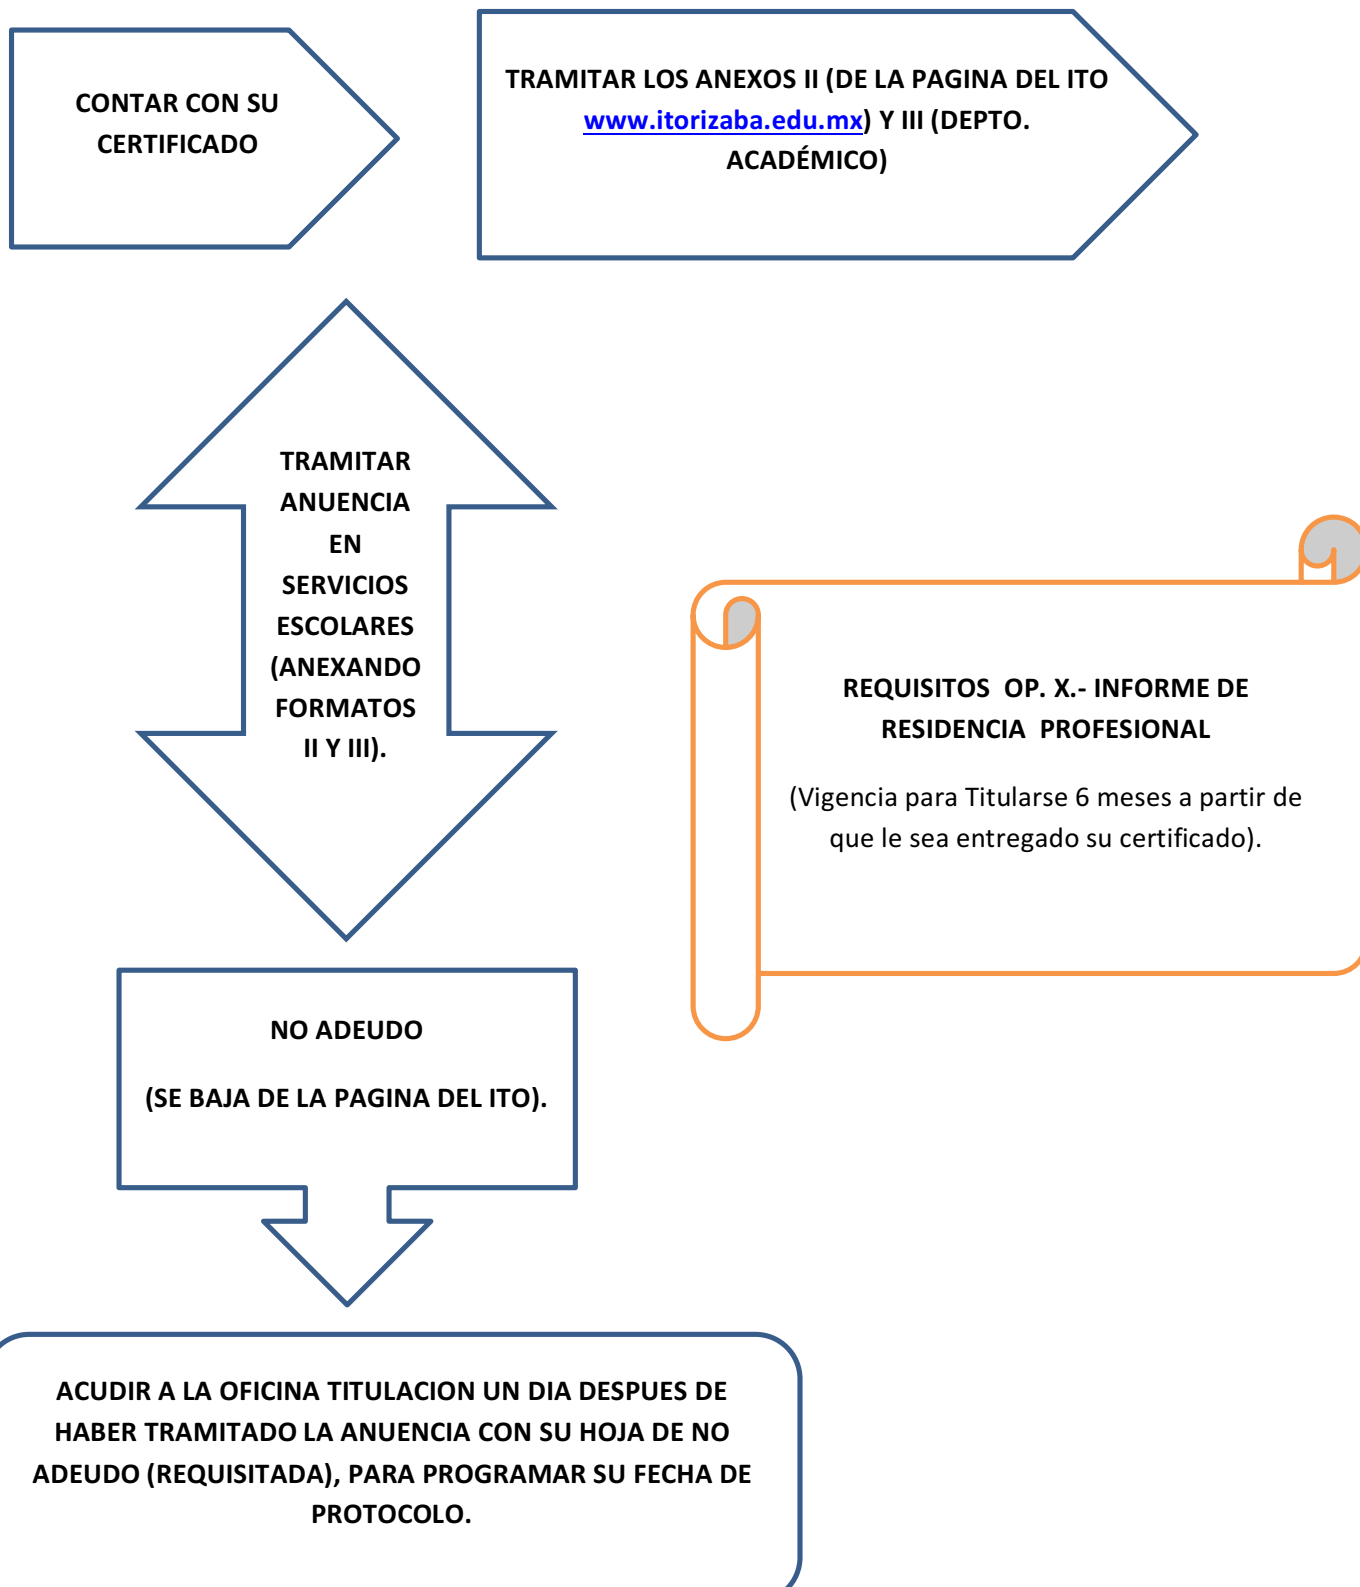 CONTAR CON SU
CERTIFICADO
TRAMITAR LOS ANEXOS II (DE LA PAGINA DEL ITO
www.itorizaba.edu.mx) Y III (DEPTO.
ACADÉMICO)
TRAMITAR
ANUENCIA
EN
SERVICIOS
ESCOLARES
(ANEXANDO
FORMATOS
II Y III).
REQUISITOS OP. X.- INFORME DE
RESIDENCIA PROFESIONAL
(Vigencia para Titularse 6 meses a partir de
que le sea entregado su certificado).
NO ADEUDO
(SE BAJA DE LA PAGINA DEL ITO).
ACUDIR A LA OFICINA TITULACION UN DIA DESPUES DE
HABER TRAMITADO LA ANUENCIA CON SU HOJA DE NO
ADEUDO (REQUISITADA), PARA PROGRAMAR SU FECHA DE
PROTOCOLO.